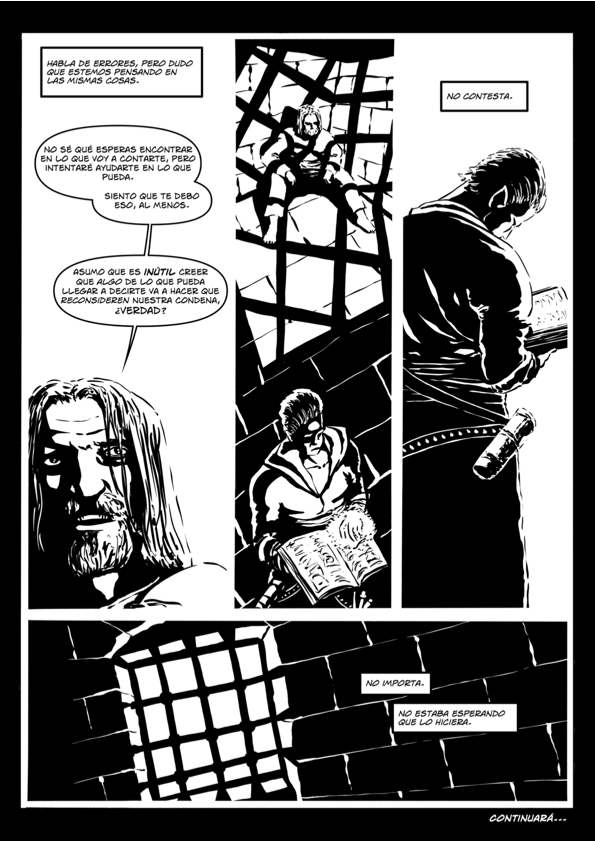 HABLA DE ERRORES, PERO DUDO
QUE ESTEMOS PENSANDO EN
LAS MISMAS COSAS.
NO SÉ QUÉ ESPERAS ENCONTRAR
EN LO QUE VOY A CONTARTE, PERO
INTENTARÉ AYUDARTE EN LO QUE
PUEDA.
SIENTO QUE TE DEBO
ESO, AL MENOS.
ASUMO QUE ES INÚTIL CREER
QUE ALGO DE LO QUE PUEDA
LLEGAR A DECIRTE VA A HACER QUE
RECONSIDEREN NUESTRA CONDENA,
¿VERDAD?
NO CONTESTA.
NO IMPORTA.
NO ESTABA ESPERANDO
QUE LO HICIERA.
CONTINUARÁ...